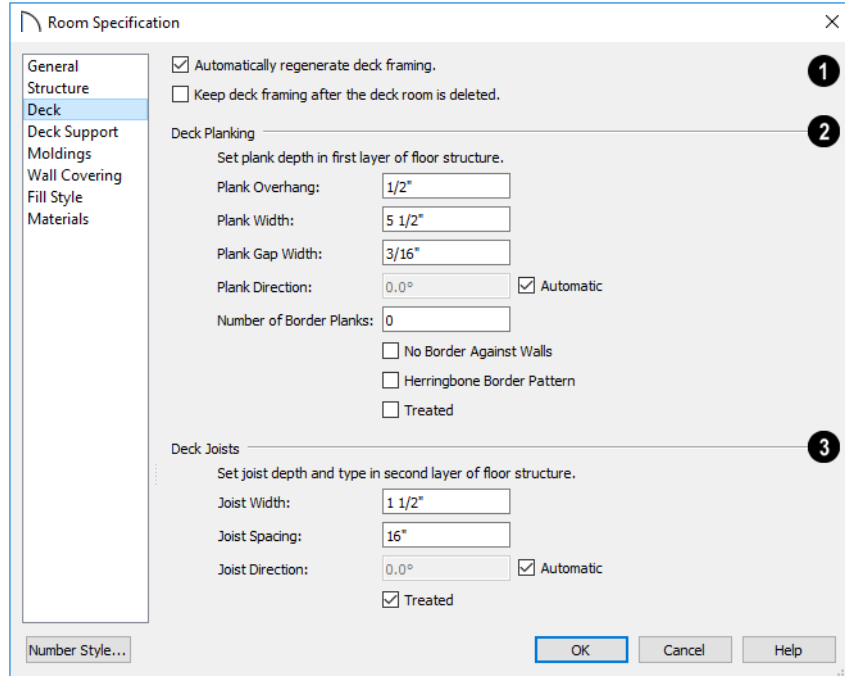 Room Specification
General
Structure
Deck
Deck Support
Moldings
Wall Covering
Fill Style
Materials
Automatically regenerate deck framing.
1
Keep deck framing after the deck room is deleted.
Deck Planking
2
Set plank depth in first layer of floor structure.
Plank Overhang: 1/2"
Plank Width: 5 1/2"
Plank Gap Width: 3/16"
Plank Direction: 0.0° Automatic
Number of Border Planks: 0
No Border Against Walls
Herringbone Border Pattern
Treated
Deck Joists
3
Set joist depth and type in second layer of floor structure.
Joist Width: 1 1/2"
Joist Spacing: 16"
Joist Direction: 0.0° Automatic
Treated
Number Style... OK Cancel Help